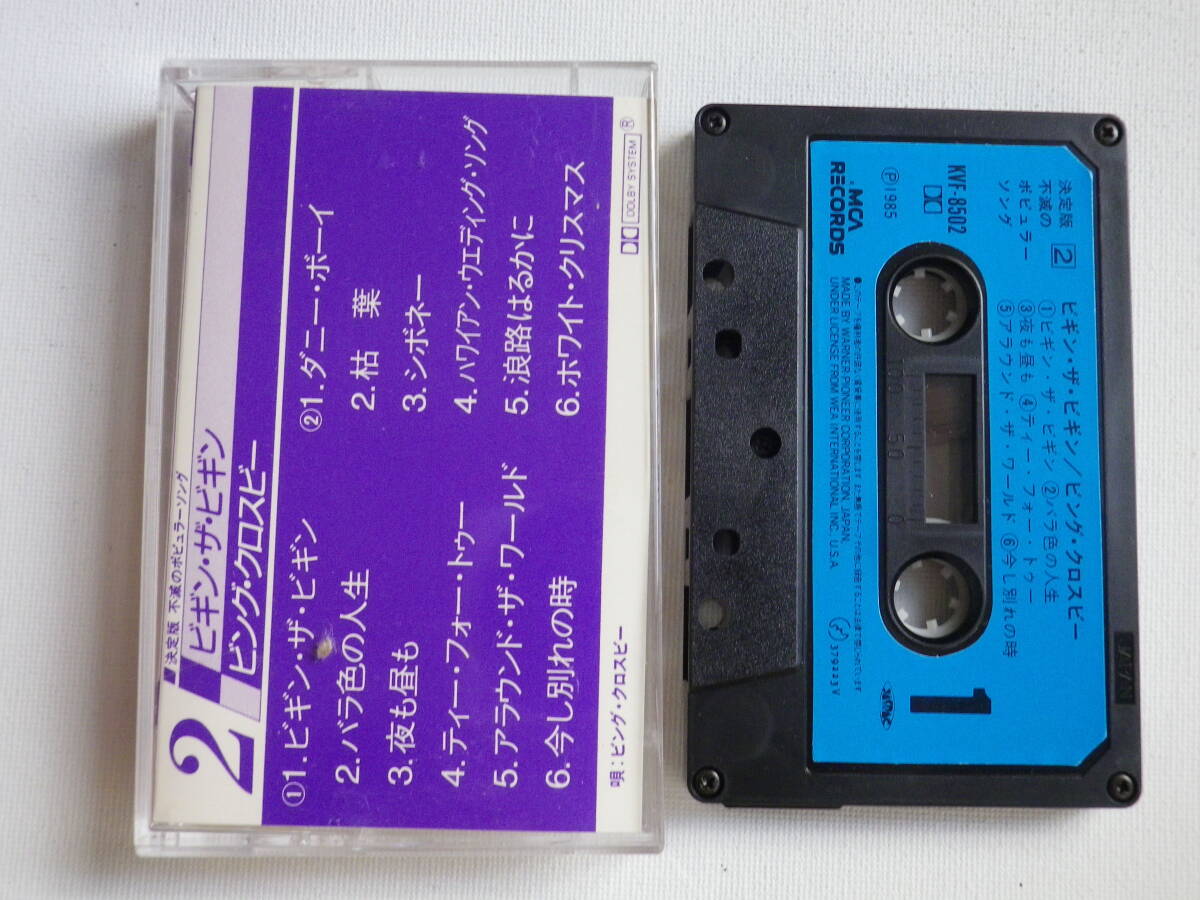 ■決定版 不滅のポピュラーソング
2
ビギン・ザ・ビギン
ビング・クロスビー
①1.ビギン・ザ・ビギン
2.バラ色の人生
3.夜も昼も
4.ティー・フォー・トゥー
5.アラウンド・ザ・ワールド
6.今し別れの時
②1.ダニー・ボーイ
2.枯 葉
3.シボネー
4.ハワイアン・ウェディング・ソング
5.浪路はるかに
6.ホワイト・クリスマス
唄:ビング・クロスビー
DOLBY SYSTEM ®
決定版
不滅の
ポピュラー
ソング
2
ビギン・ザ・ビギン/ビング・クロスビー
①ビギン・ザ・ビギン ②バラ色の人生
③夜も昼も ④ティー・フォー・トゥー
⑤アラウンド・ザ・ワールド ⑥今し別れの時
KVF-8502
Ⓟ1985
MCA
RECORDS
100 50 0
MADE BY WARNER-PIONEER CORPORATION, JAPAN,
UNDER LICENSE FROM WEA INTERNATIONAL INC. U.S.A.
1